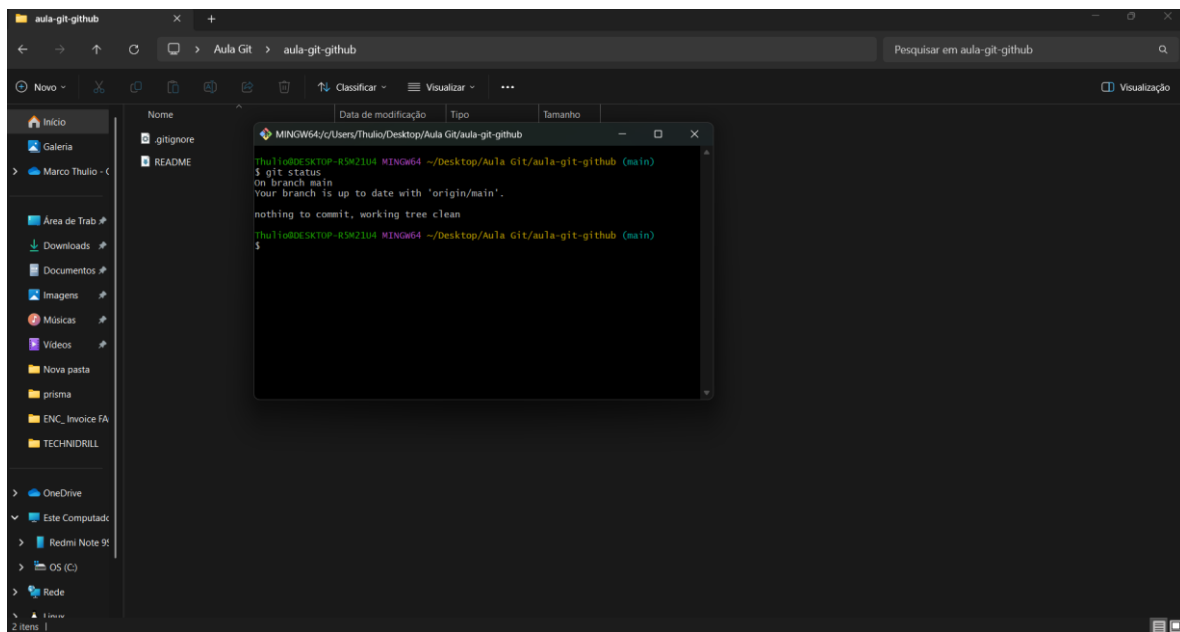 aula-git-github
Aula Git > aula-git-github
Pesquisar em aula-git-github
Novo
Classificar
Visualizar
Visualização
Nome
Data de modificação
Tipo
Tamanho
.gitignore
README
Início
Galeria
Marco Thulio - C
Área de Trab
Downloads
Documentos
Imagens
Músicas
Vídeos
Nova pasta
prisma
ENC_ Invoice FA
TECHNIDRILL
OneDrive
Este Computado
Redmi Note 9S
OS (C:)
Rede
Linux
2 itens
MINGW64:/c/Users/Thulio/Desktop/Aula Git/aula-git-github
Thulio@DESKTOP-R5M21U4 MINGW64 ~/Desktop/Aula Git/aula-git-github (main)
$ git status
On branch main
Your branch is up to date with 'origin/main'.
nothing to commit, working tree clean
Thulio@DESKTOP-R5M21U4 MINGW64 ~/Desktop/Aula Git/aula-git-github (main)
$